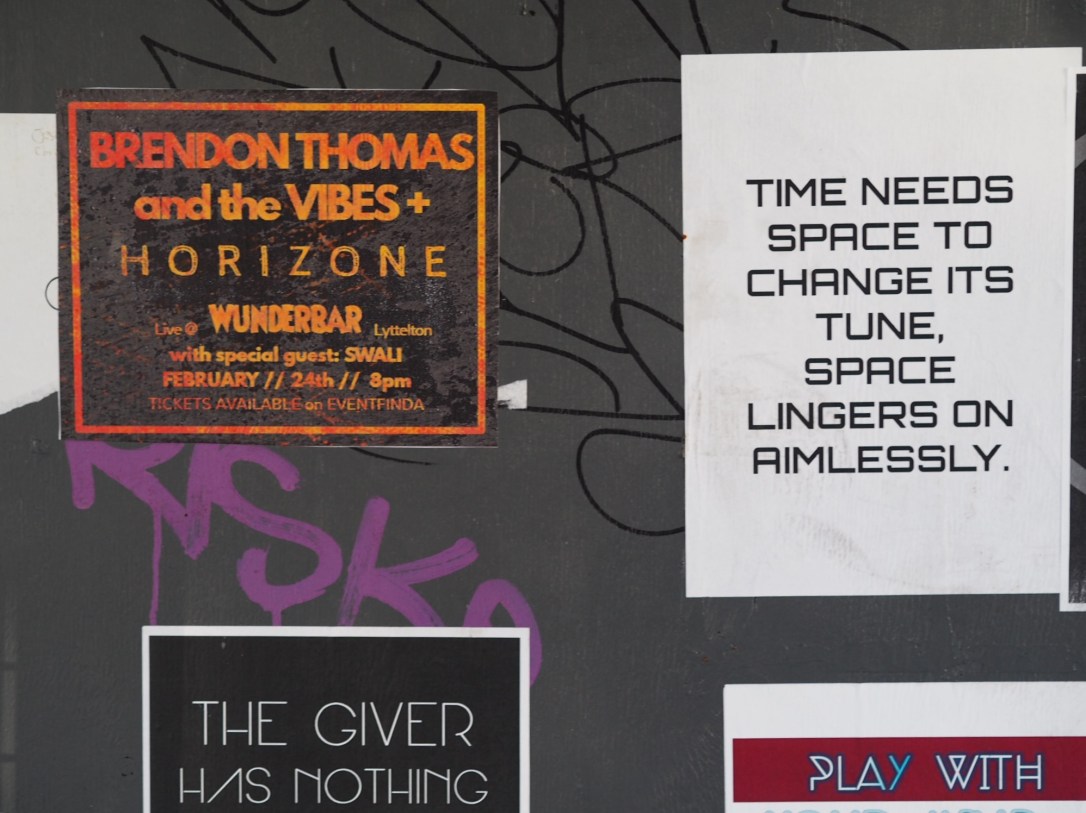 BRENDON THOMAS
and the VIBES +
HORIZONE
Live @ WUNDERBAR Lyttelton
with special guest: SWALI
FEBRUARY // 24th // 8pm
TICKETS AVAILABLE on EVENTFINDA
TIME NEEDS
SPACE TO
CHANGE ITS
TUNE,
SPACE
LINGERS ON
AIMLESSLY.
THE GIVER
HAS NOTHING
PLAY WITH